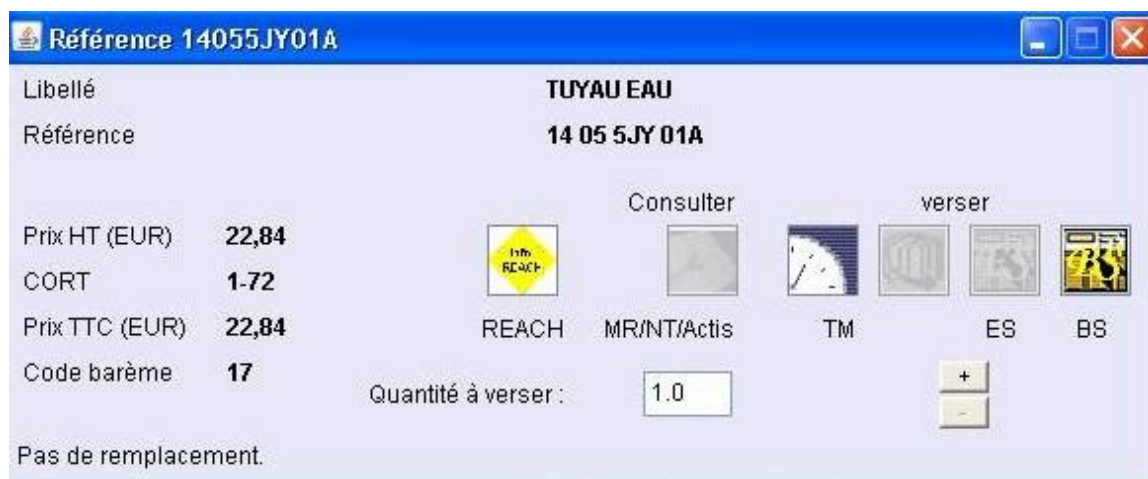 Référence 14055JY01A
Libellé TUYAU EAU
Référence 14 05 5JY 01A
Consulter verser
Prix HT (EUR) 22,84
Info
REACH
CORT 1-72
Prix TTC (EUR) 22,84 REACH MR/NT/Actis TM ES BS
Code barème 17
Quantité à verser : 1.0 +
-
Pas de remplacement.